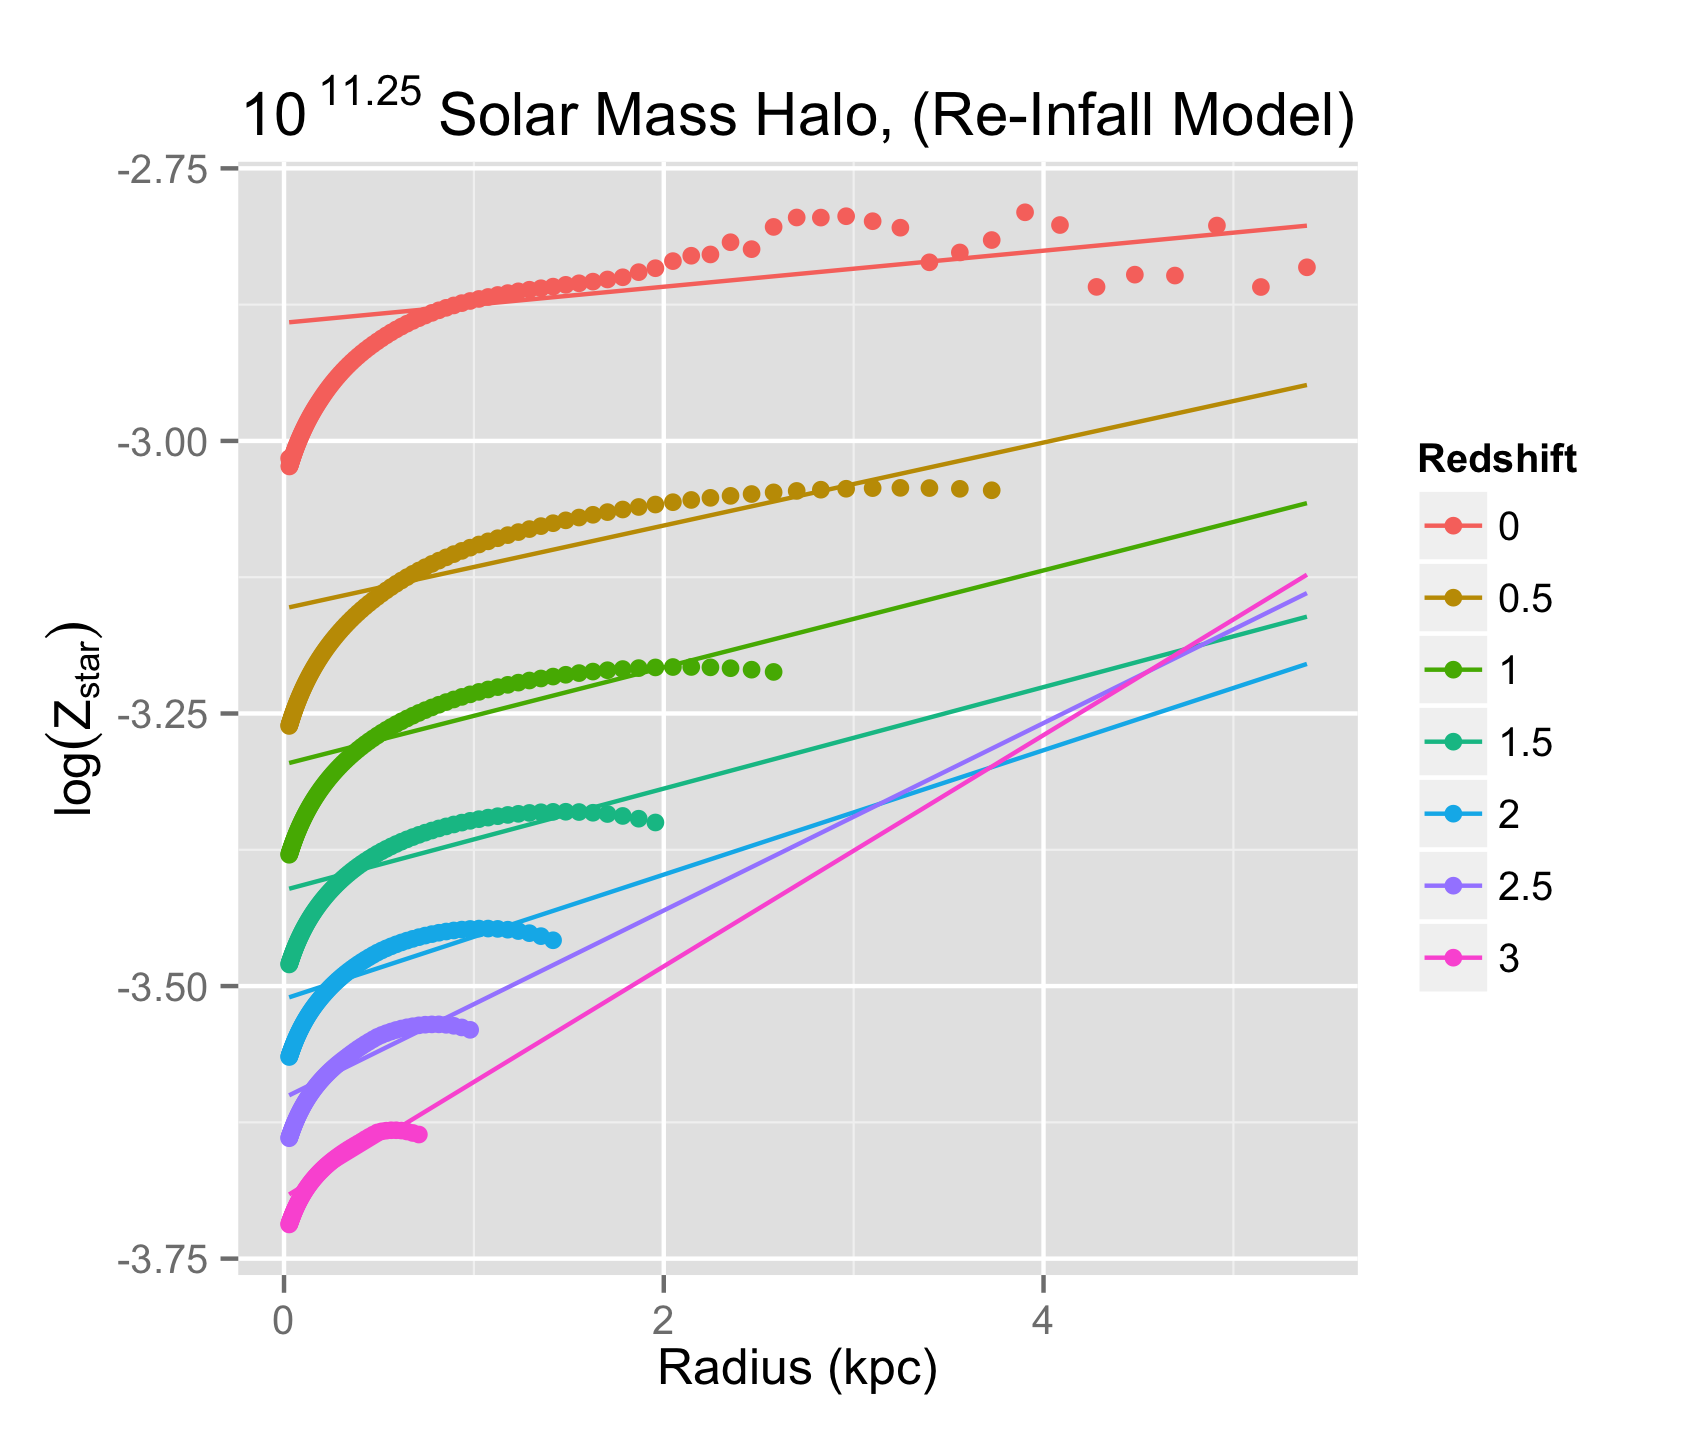 10 11.25 Solar Mass Halo, (Re-Infall Model)
-2.75
-3.00
-3.25
-3.50
-3.75
log(Zstar)
0 2 4
Radius (kpc)
Redshift
0
0.5
1
1.5
2
2.5
3